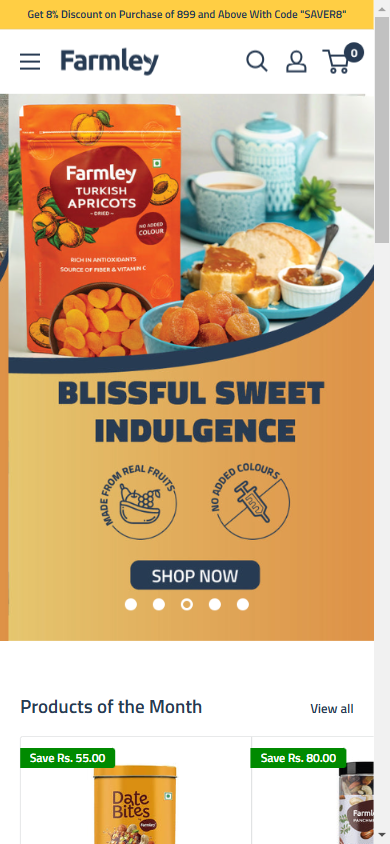 Get 8% Discount on Purchase of 899 and Above With Code "SAVER8"
Farmley
0
Farmley
TURKISH
APRICOTS
- DRIED -
NO ADDED
COLOUR
RICH IN ANTIOXIDANTS
SOURCE OF FIBER & VITAMIN C
BLISSFUL SWEET
INDULGENCE
MADE FROM REAL FRUITS
NO ADDED COLOURS
SHOP NOW
Products of the Month
View all
Save Rs. 55.00
Save Rs. 80.00
Date
Bites
Farmley